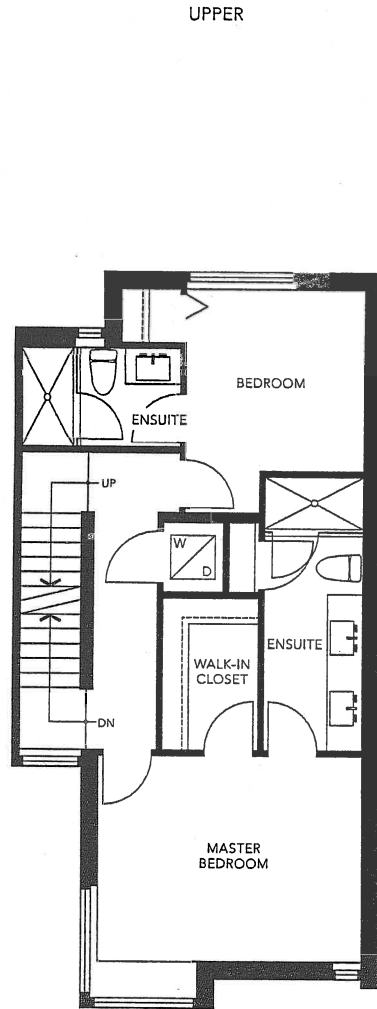 UPPER
BEDROOM
ENSUITE
UP
W
D
ENSUITE
WALK-IN
CLOSET
DN
MASTER
BEDROOM